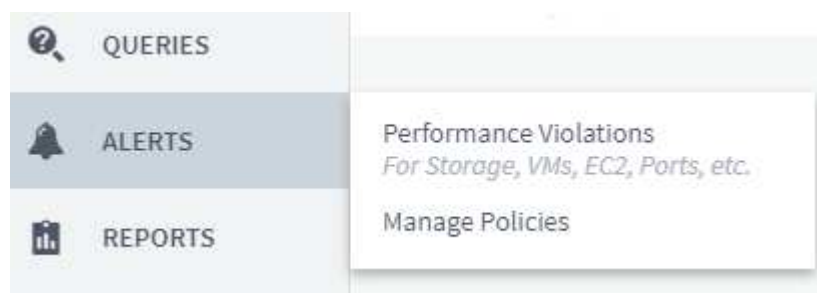 QUERIES
ALERTS
Performance Violations
For Storage, VMs, EC2, Ports, etc.
Manage Policies
REPORTS